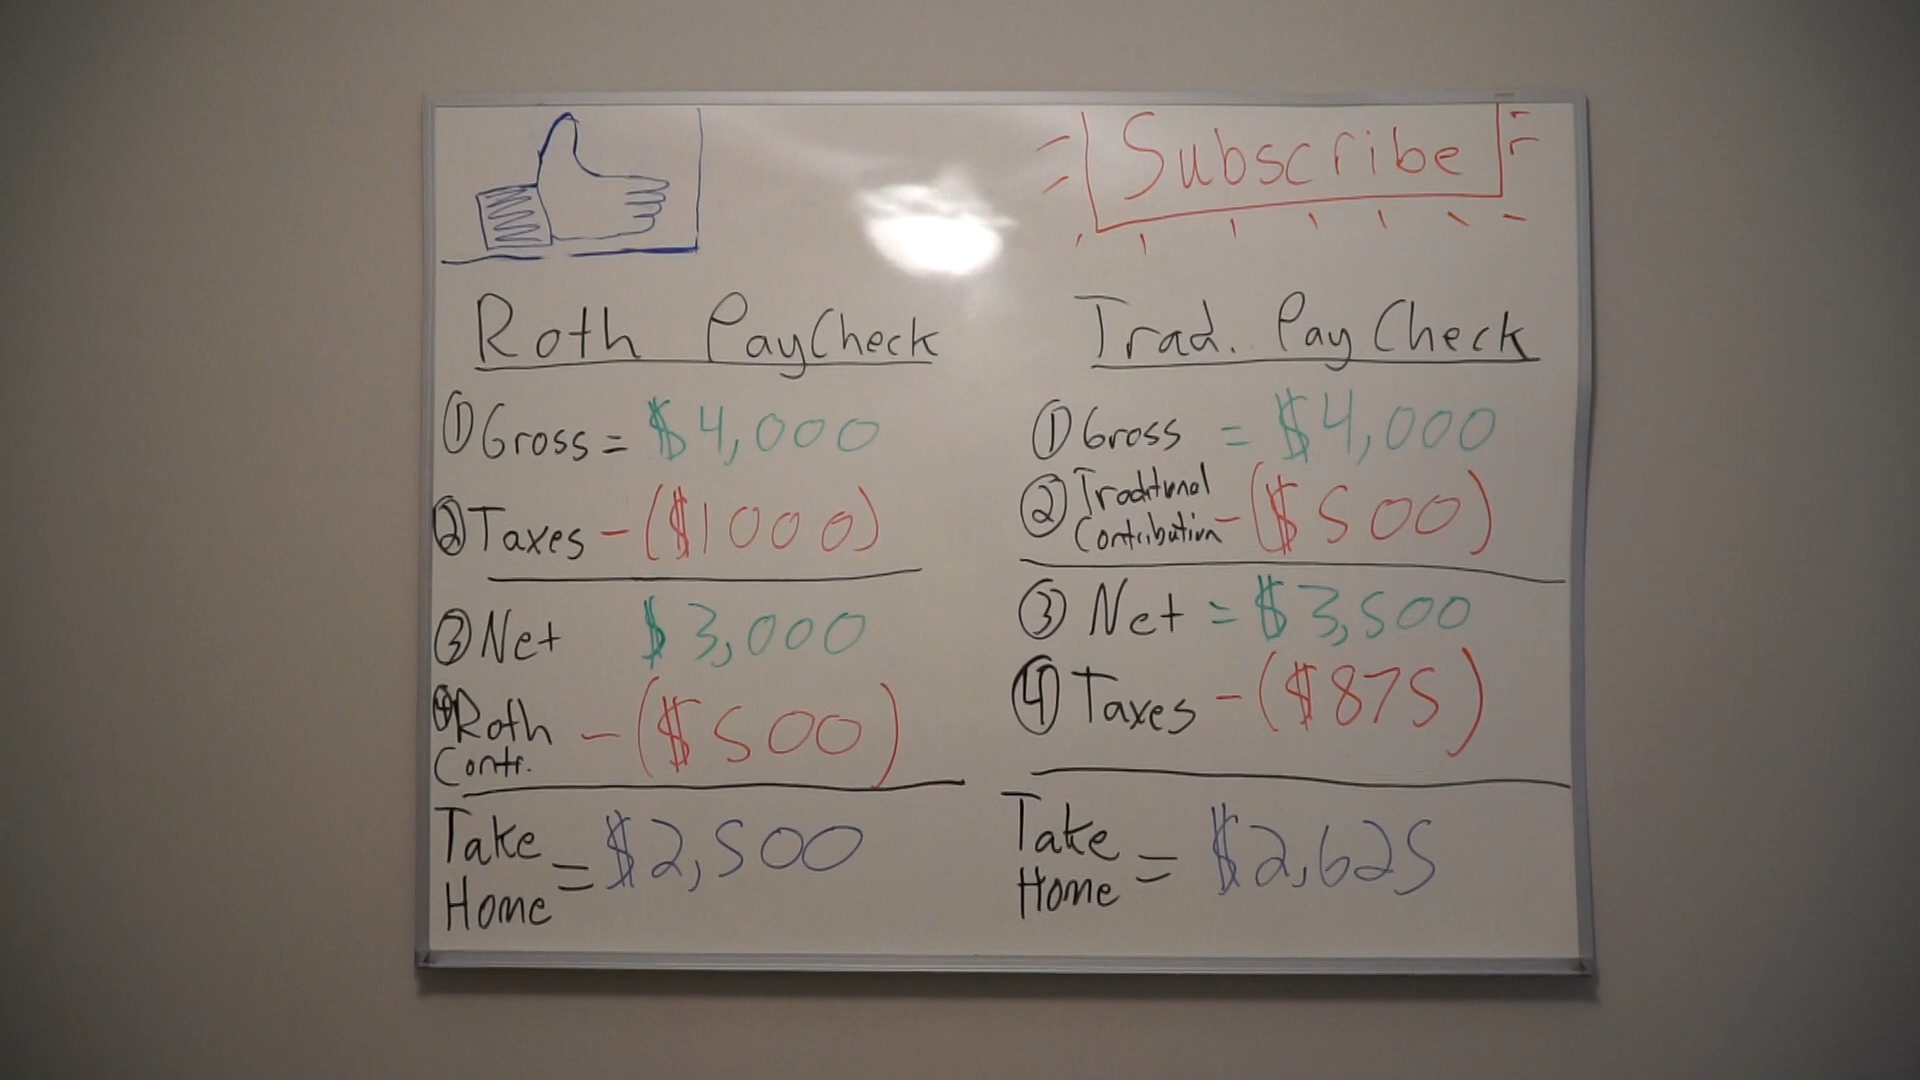 Subscribe
Roth PayCheck
① Gross = $4,000
② Taxes - ($1000)
③ Net $3,000
④ Roth Contr. - ($500)
Take Home = $2,500
Trad. Pay Check
① Gross = $4,000
② Traditional Contribution - ($500)
③ Net = $3,500
④ Taxes - ($875)
Take Home = $2,625